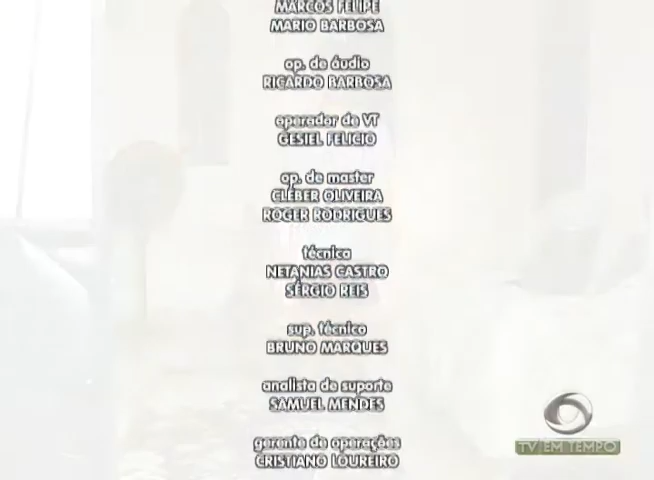 MARCOS FELIPE
MARIO BARBOSA
op. de áudio
RICARDO BARBOSA
operador de VT
GESIEL FELICIO
op. de master
CLÉBER OLIVEIRA
ROGER RODRIGUES
técnica
NETANIAS CASTRO
SÉRGIO REIS
sup. técnico
BRUNO MARQUES
analista de suporte
SAMUEL MENDES
gerente de operações
CRISTIANO LOUREIRO
TV EM TEMPO